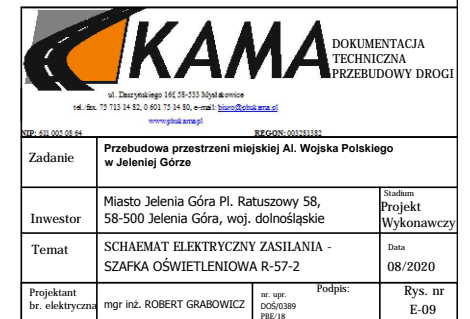 KAMA
DOKUMENTACJA
TECHNICZNA
PRZEBUDOWY DROGI
ul. Daszyńskiego 16f, 58-533 Mysłakowice
tel./fax. 75 713 14 82, 0 601 75 14 80, e-mail: biuro@phukama.pl
www.phukama.pl
NIP: 611 005 08 64 REGON: 003281382
Zadanie
Przebudowa przestrzeni miejskiej Al. Wojska Polskiego
w Jeleniej Górze
Inwestor
Miasto Jelenia Góra Pl. Ratuszowy 58,
58-500 Jelenia Góra, woj. dolnośląskie
Stadium
Projekt
Wykonawczy
Temat
SCHAEMAT ELEKTRYCZNY ZASILANIA -
SZAFKA OŚWIETLENIOWA R-57-2
Data
08/2020
Projektant
br. elektryczna
mgr inż. ROBERT GRABOWICZ
nr. upr.
DOŚ/0389
PBE/18
Podpis:
Rys. nr
E-09